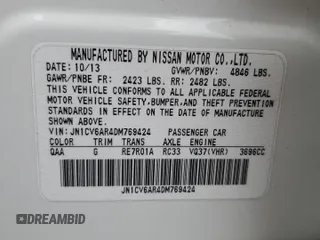 MANUFACTURED BY NISSAN MOTOR CO.,LTD.
DATE: 10/13 GVWR/PNBV: 4846 LBS.
GAWR/PNBE FR: 2423 LBS. RR: 2482 LBS.
THIS VEHICLE CONFORMS TO ALL APPLICABLE FEDERAL
MOTOR VEHICLE SAFETY, BUMPER, AND THEFT PREVENTION
STANDARDS IN EFFECT ON THE DATE OF MANUFACTURE
SHOWN ABOVE.
VIN: JN1CV6AR4DM769424 PASSENGER CAR
COLOR TRIM TRANS AXLE ENGINE
QAA G RE7R01A RC33 VQ37(VHR) 3696CC
JN1CV6AR4DM769424
DREAMBID